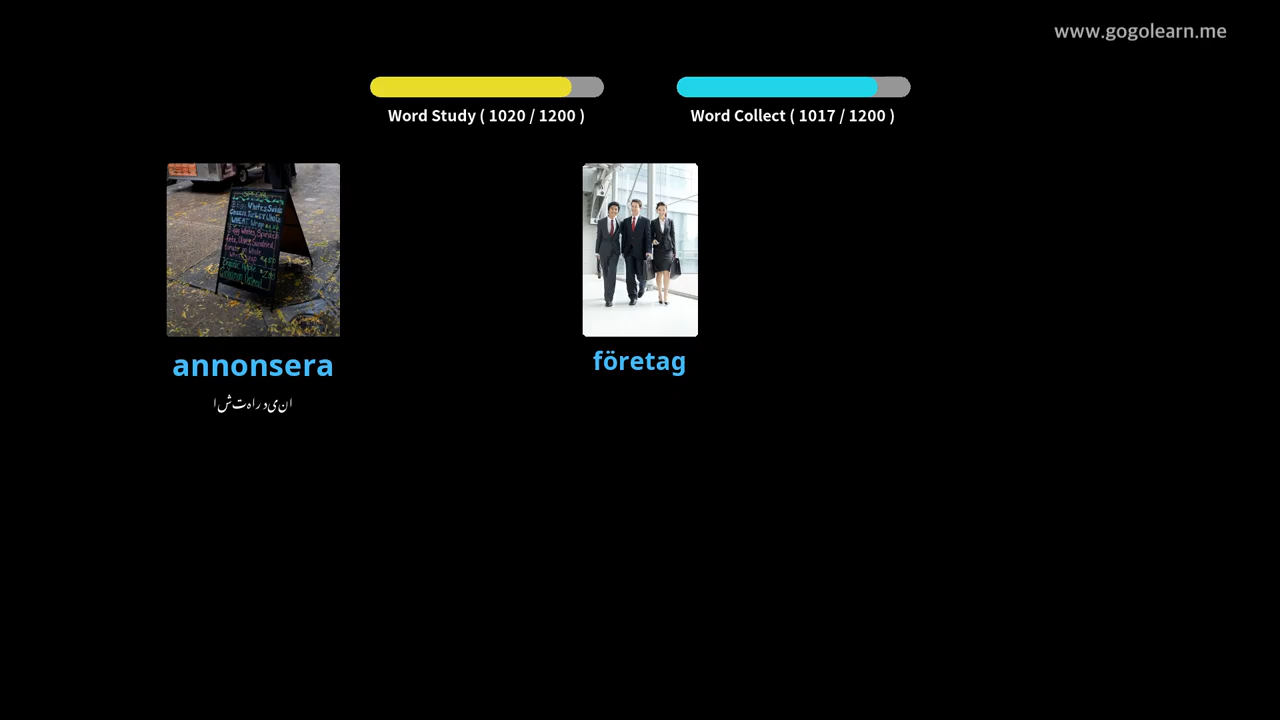 www.gogolearn.me
Word Study ( 1020 / 1200 )
Word Collect ( 1017 / 1200 )
annonsera
företag
اشتہار دینا